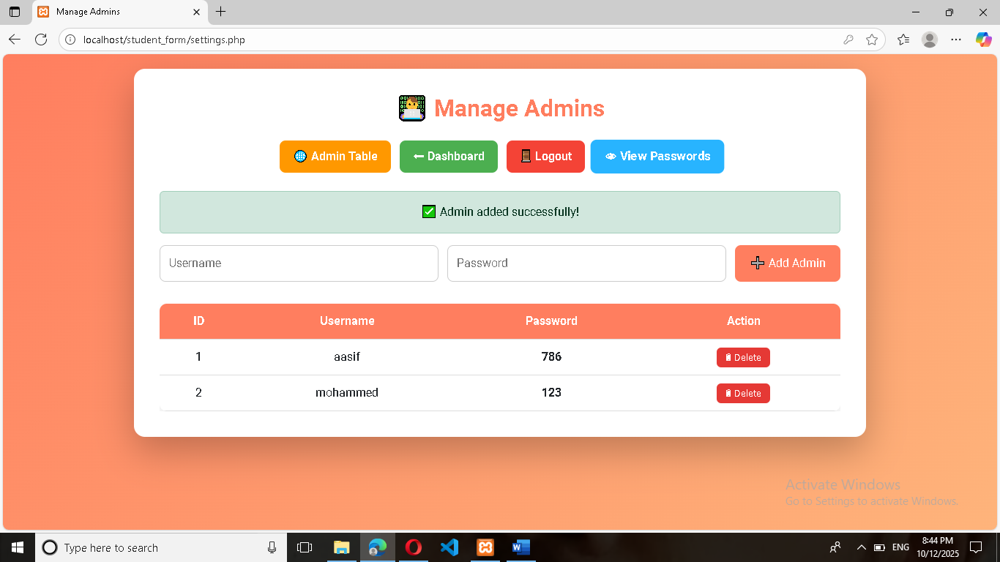 Manage Admins
localhost/student_form/settings.php
Manage Admins
Admin Table
Dashboard
Logout
View Passwords
Admin added successfully!
Username
Password
Add Admin
ID Username Password Action
1 aasif 786 Delete
2 mohammed 123 Delete
Activate Windows
Go to Settings to activate Windows.
Type here to search
ENG
8:44 PM
10/12/2025